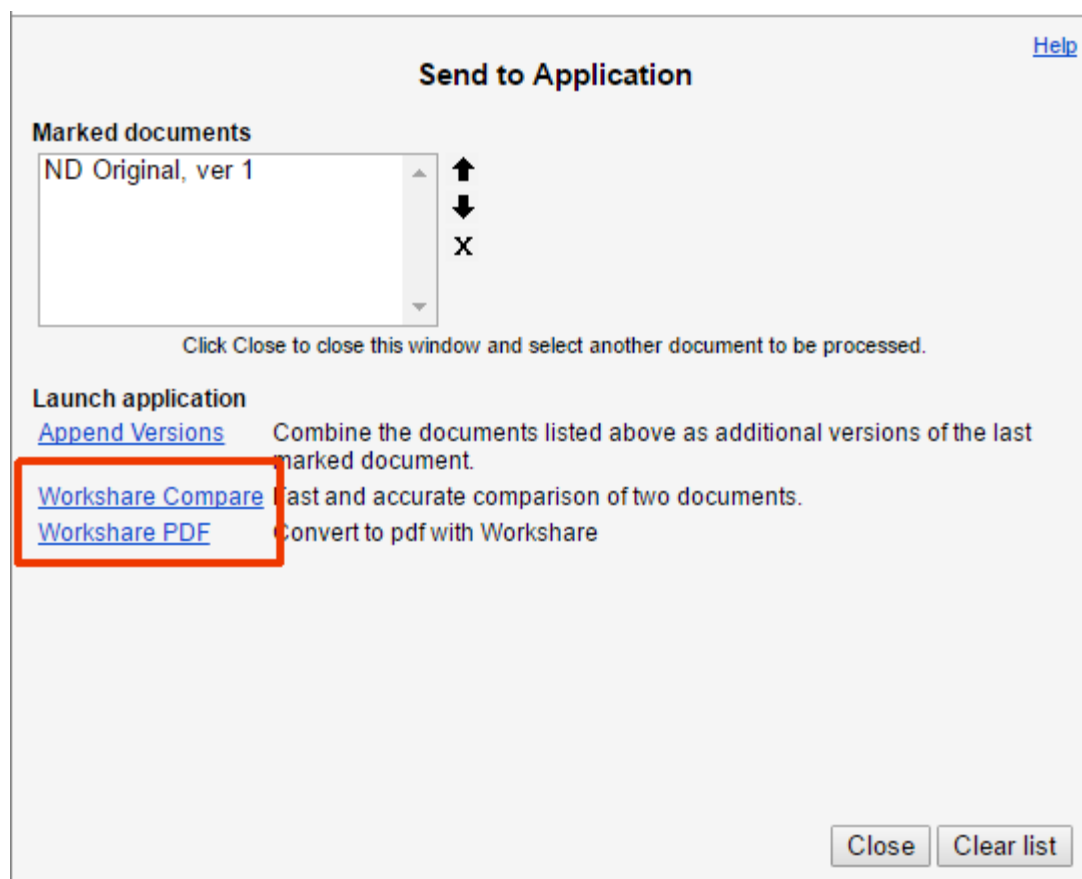 Help
Send to Application
Marked documents
ND Original, ver 1
X
Click Close to close this window and select another document to be processed.
Launch application
Append Versions Combine the documents listed above as additional versions of the last
marked document.
Workshare Compare Fast and accurate comparison of two documents.
Workshare PDF Convert to pdf with Workshare
Close Clear list